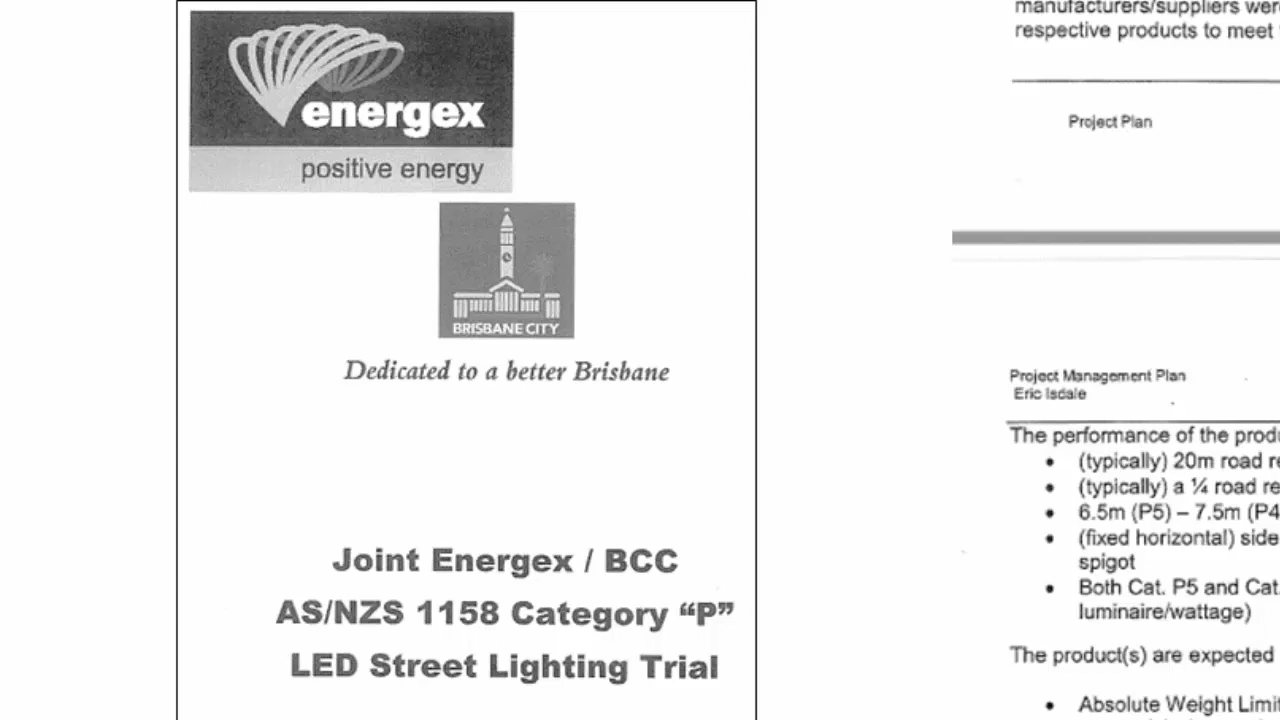 energex
positive energy
BRISBANE CITY
Dedicated to a better Brisbane
Joint Energex / BCC
AS/NZS 1158 Category “P”
LED Street Lighting Trial
manufacturers/suppliers were
respective products to meet
Project Plan
Project Management Plan
Eric Isdale
The performance of the produ
• (typically) 20m road re
• (typically) a ¼ road re
• 6.5m (P5) – 7.5m (P4
• (fixed horizontal) side
spigot
• Both Cat. P5 and Cat.
luminaire/wattage)
The product(s) are expected
• Absolute Weight Limit